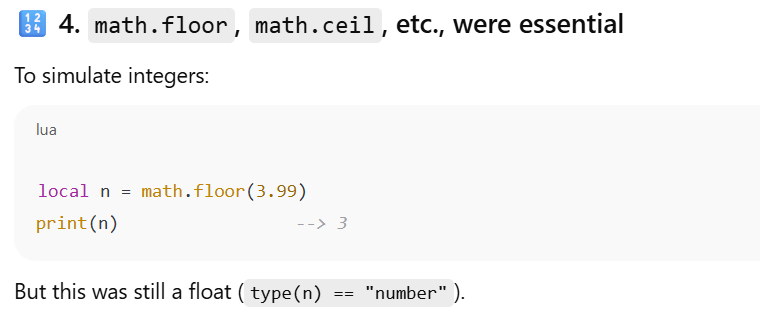 🔢 4. math.floor, math.ceil, etc., were essential
To simulate integers:
lua
local n = math.floor(3.99)
print(n) --> 3
But this was still a float (type(n) == "number").